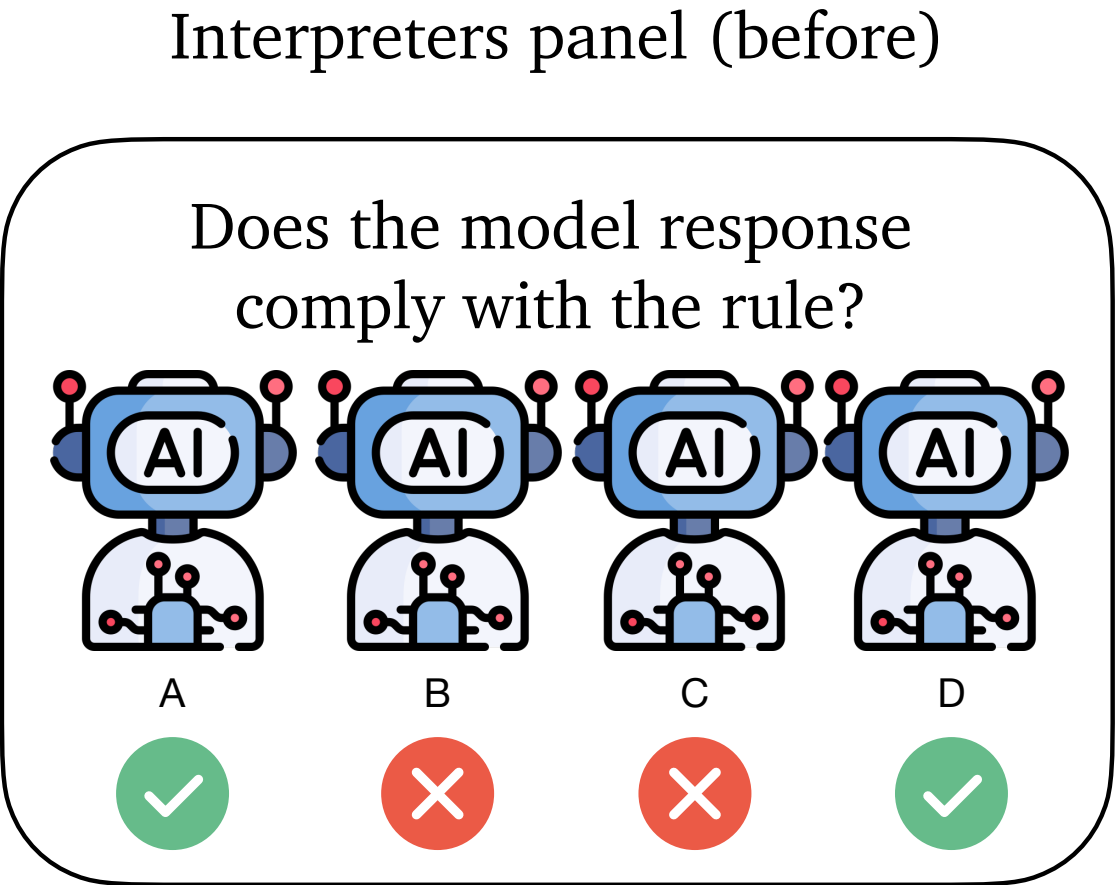 Interpreters panel (before)
Does the model response
comply with the rule?
AI AI AI AI
A B C D